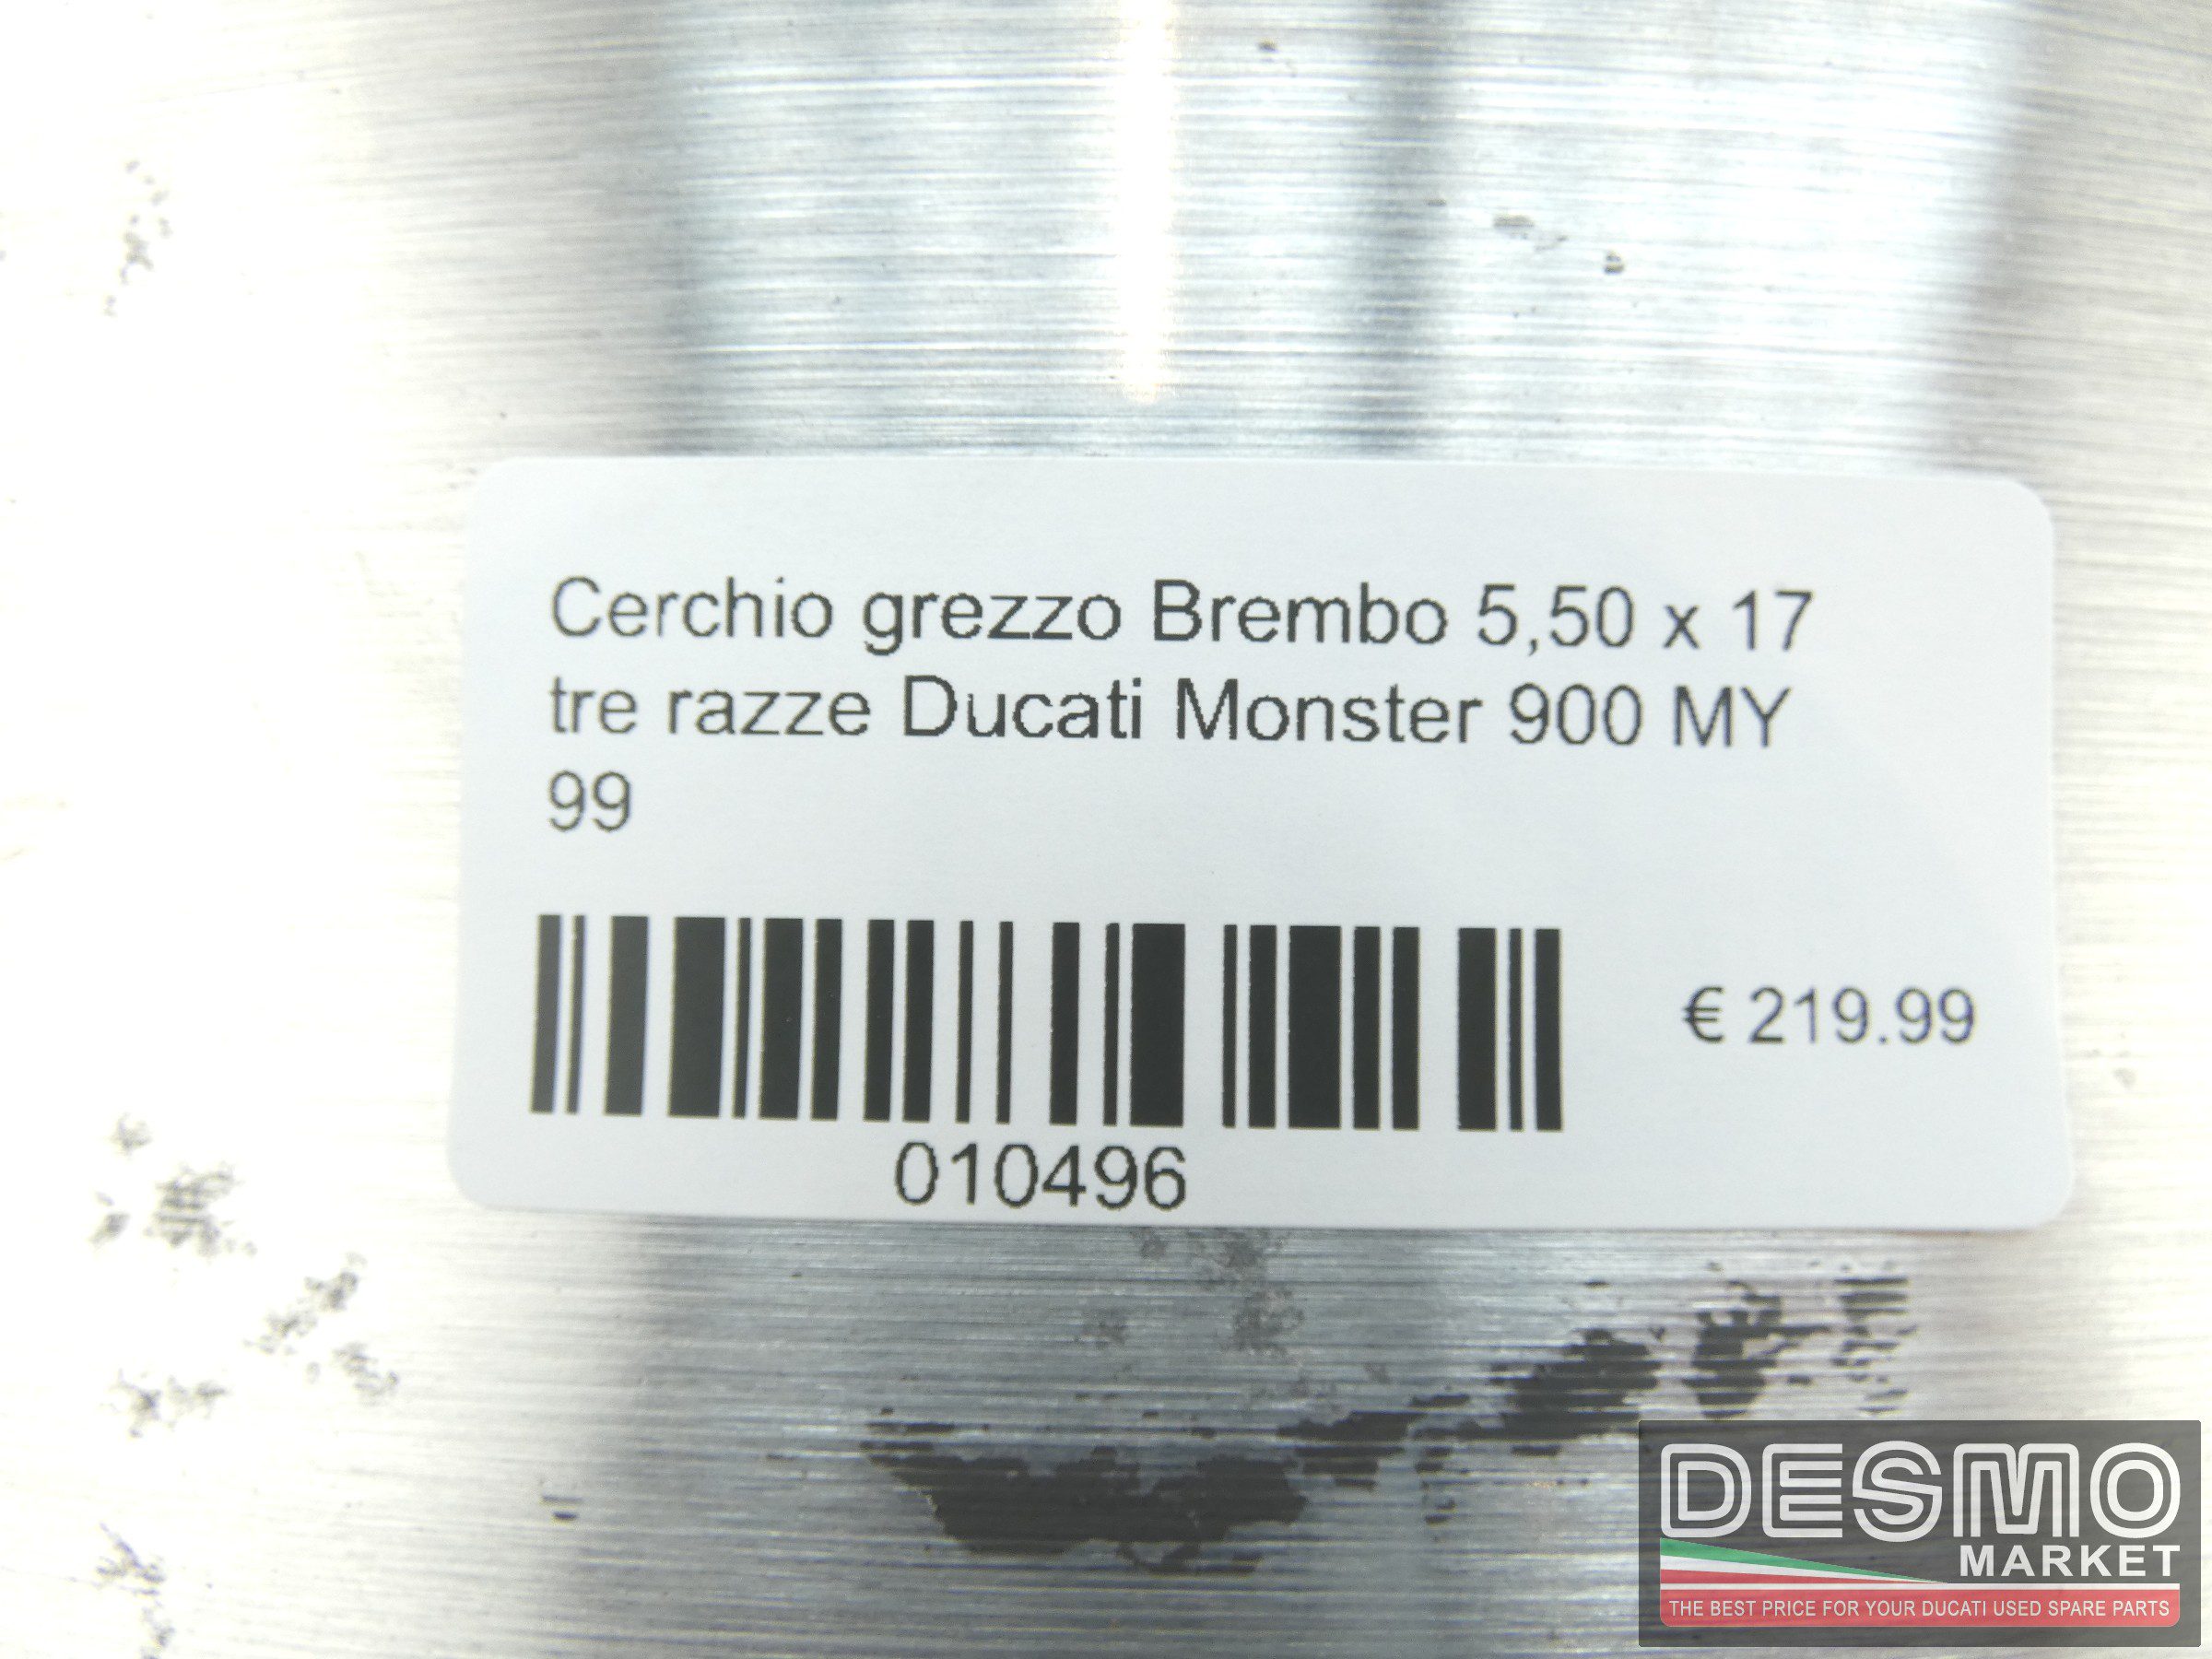 Cerchio grezzo Brembo 5,50 x 17
tre razze Ducati Monster 900 MY
99
€ 219.99
010496
DESMO
MARKET
THE BEST PRICE FOR YOUR DUCATI USED SPARE PARTS